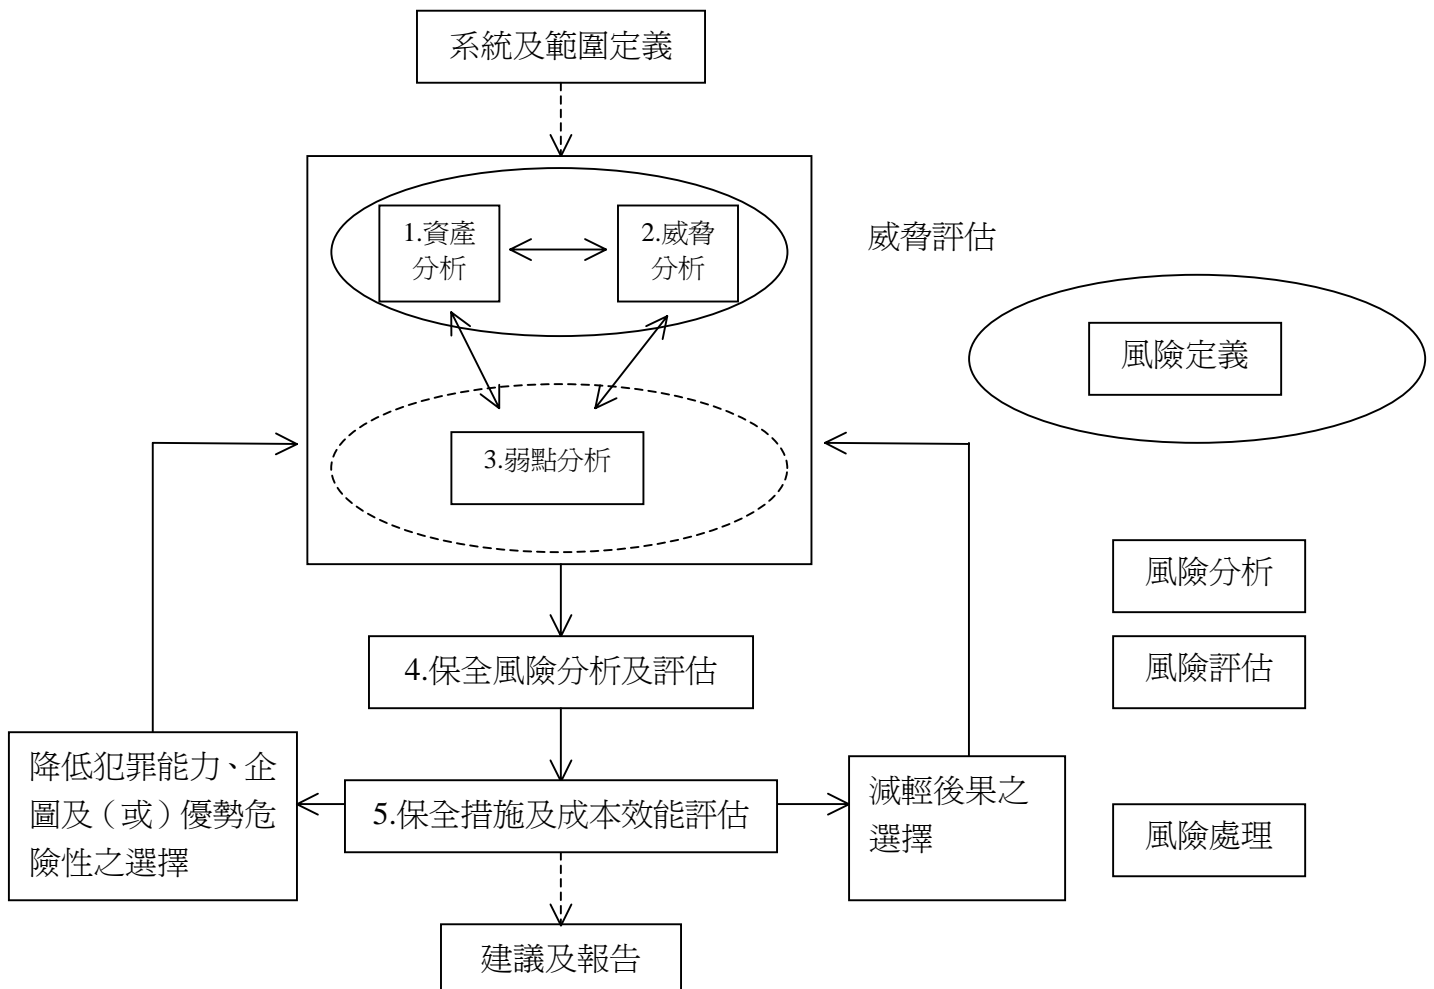 系統及範圍定義
1.資產
分析
2.威脅
分析
威脅評估
風險定義
3.弱點分析
風險分析
4.保全風險分析及評估
風險評估
降低犯罪能力、企
圖及（或）優勢危
險性之選擇
5.保全措施及成本效能評估
減輕後果之
選擇
風險處理
建議及報告